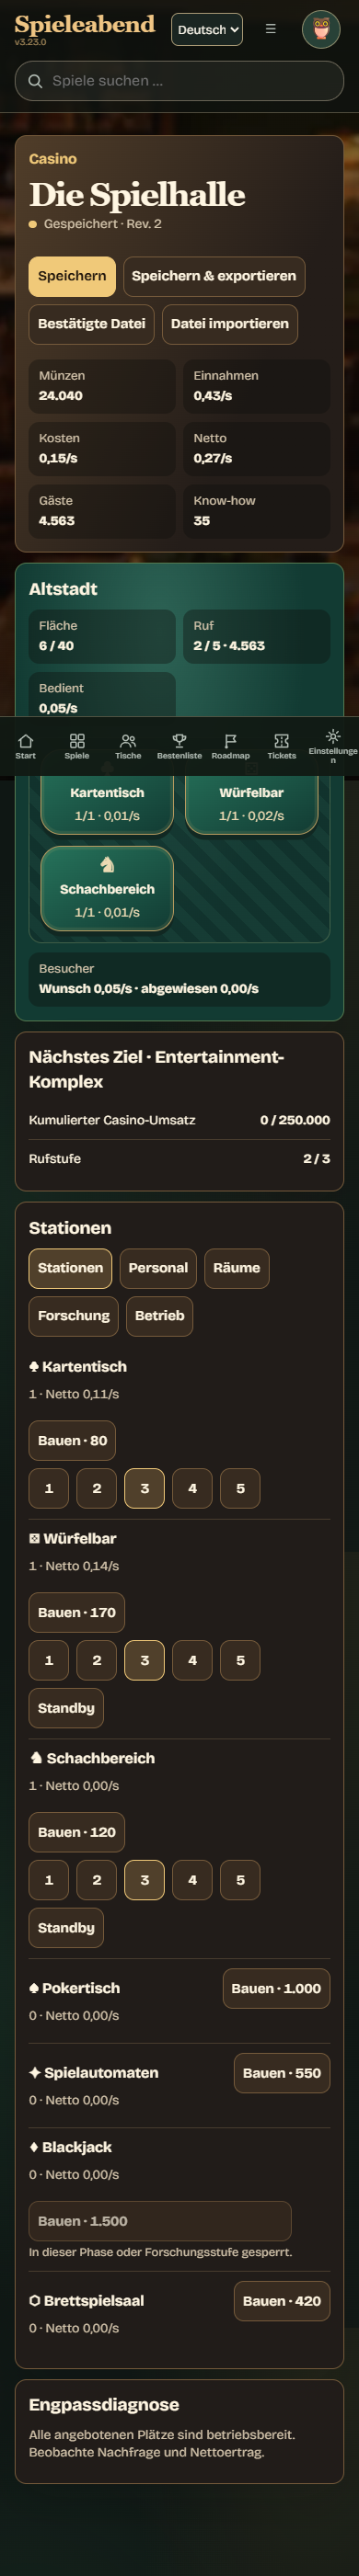 Spieleabend
v3.23.0
Deutsch
Spiele suchen ...
Casino
Die Spielhalle
Gespeichert · Rev. 2
Speichern
Speichern & exportieren
Bestätigte Datei
Datei importieren
Münzen
24.040
Einnahmen
0,43/s
Kosten
0,15/s
Netto
0,27/s
Gäste
4.563
Know-how
35
Altstadt
Fläche
6 / 40
Ruf
2 / 5 · 4.563
Bedient
0,05/s
Start
Spiele
Tische
Bestenliste
Roadmap
Tickets
Einstellunge
n
Kartentisch
1/1 · 0,01/s
Würfelbar
1/1 · 0,02/s
Schachbereich
1/1 · 0,01/s
Besucher
Wunsch 0,05/s · abgewiesen 0,00/s
Nächstes Ziel · Entertainment-
Komplex
Kumulierter Casino-Umsatz
0 / 250.000
Rufstufe
2 / 3
Stationen
Stationen
Personal
Räume
Forschung
Betrieb
♣ Kartentisch
1 · Netto 0,11/s
Bauen · 80
1 2 3 4 5
⚄ Würfelbar
1 · Netto 0,14/s
Bauen · 170
1 2 3 4 5
Standby
♞ Schachbereich
1 · Netto 0,00/s
Bauen · 120
1 2 3 4 5
Standby
♠ Pokertisch
Bauen · 1.000
0 · Netto 0,00/s
✦ Spielautomaten
Bauen · 550
0 · Netto 0,00/s
♦ Blackjack
0 · Netto 0,00/s
Bauen · 1.500
In dieser Phase oder Forschungsstufe gesperrt.
⬡ Brettspielsaal
Bauen · 420
0 · Netto 0,00/s
Engpassdiagnose
Alle angebotenen Plätze sind betriebsbereit.
Beobachte Nachfrage und Nettoertrag.